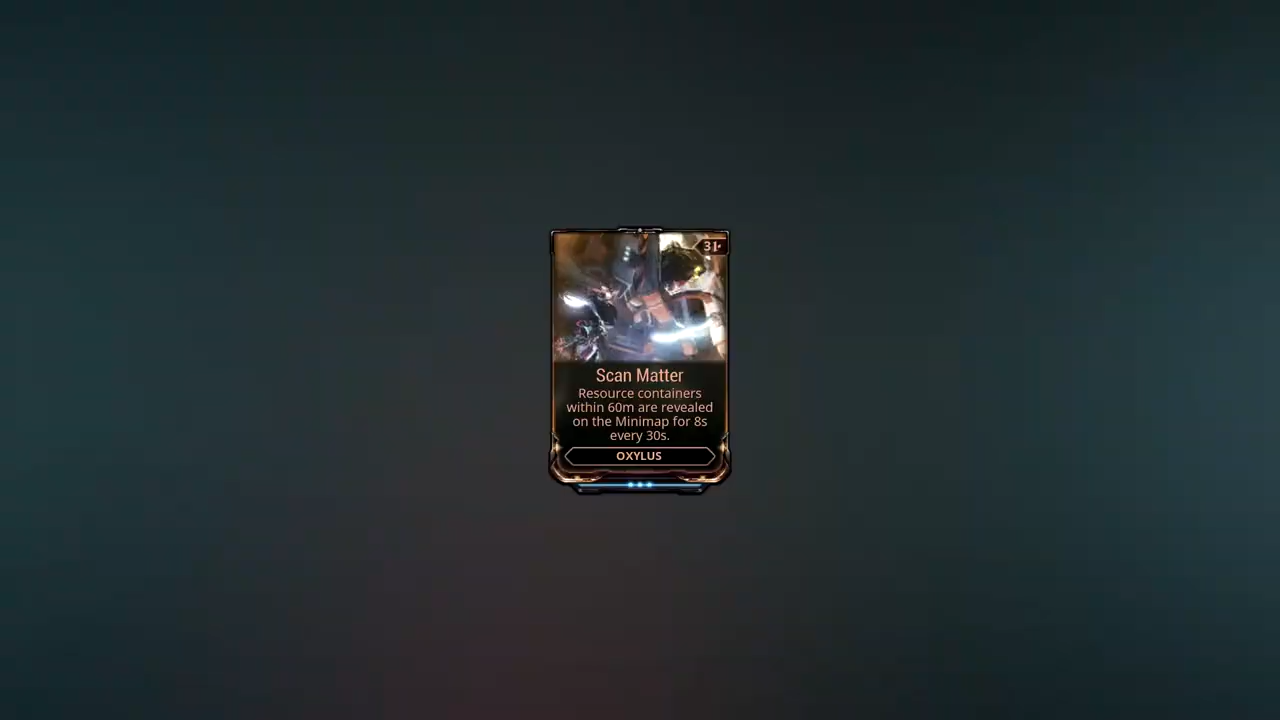 31
Scan Matter
Resource containers
within 60m are revealed
on the Minimap for 8s
every 30s.
OXYLUS